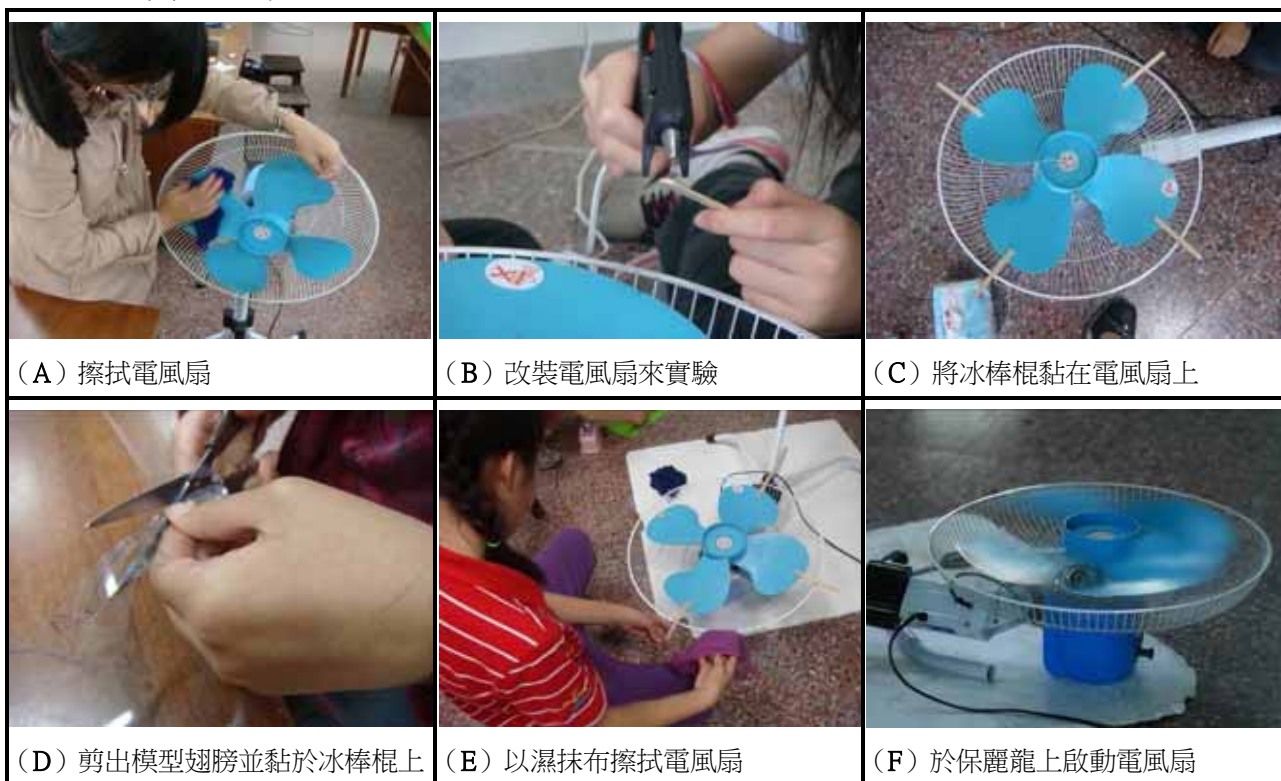 （A）擦拭電風扇
（B）改裝電風扇來實驗
（C）將冰棒棍黏在電風扇上
（D）剪出模型翅膀並黏於冰棒棍上
（E）以濕抹布擦拭電風扇
（F）於保麗龍上啟動電風扇